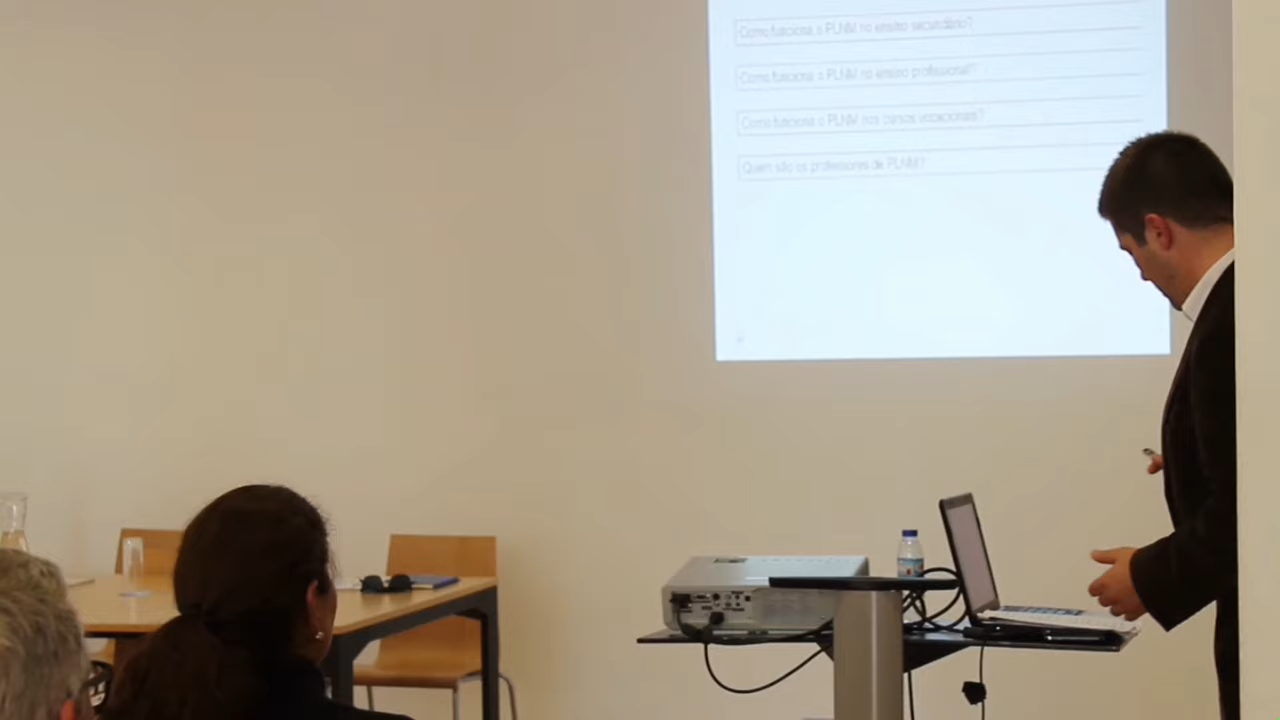 Como funciona o PLNM no ensino secundário?
Como funciona o PLNM no ensino profissional?
Como funciona o PLNM nos cursos vocacionais?
Quem são os professores de PLNM?